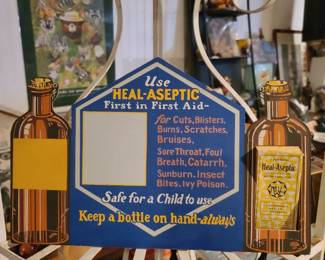 Use
HEAL-ASEPTIC
First in First Aid-
for Cuts, Blisters,
Burns, Scratches,
Bruises,
Sore Throat, Foul
Breath, Catarrh,
Sunburn, Insect
Bites, Ivy Poison.
Safe for a Child to use
Keep a bottle on hand-always
Heal-Aseptic